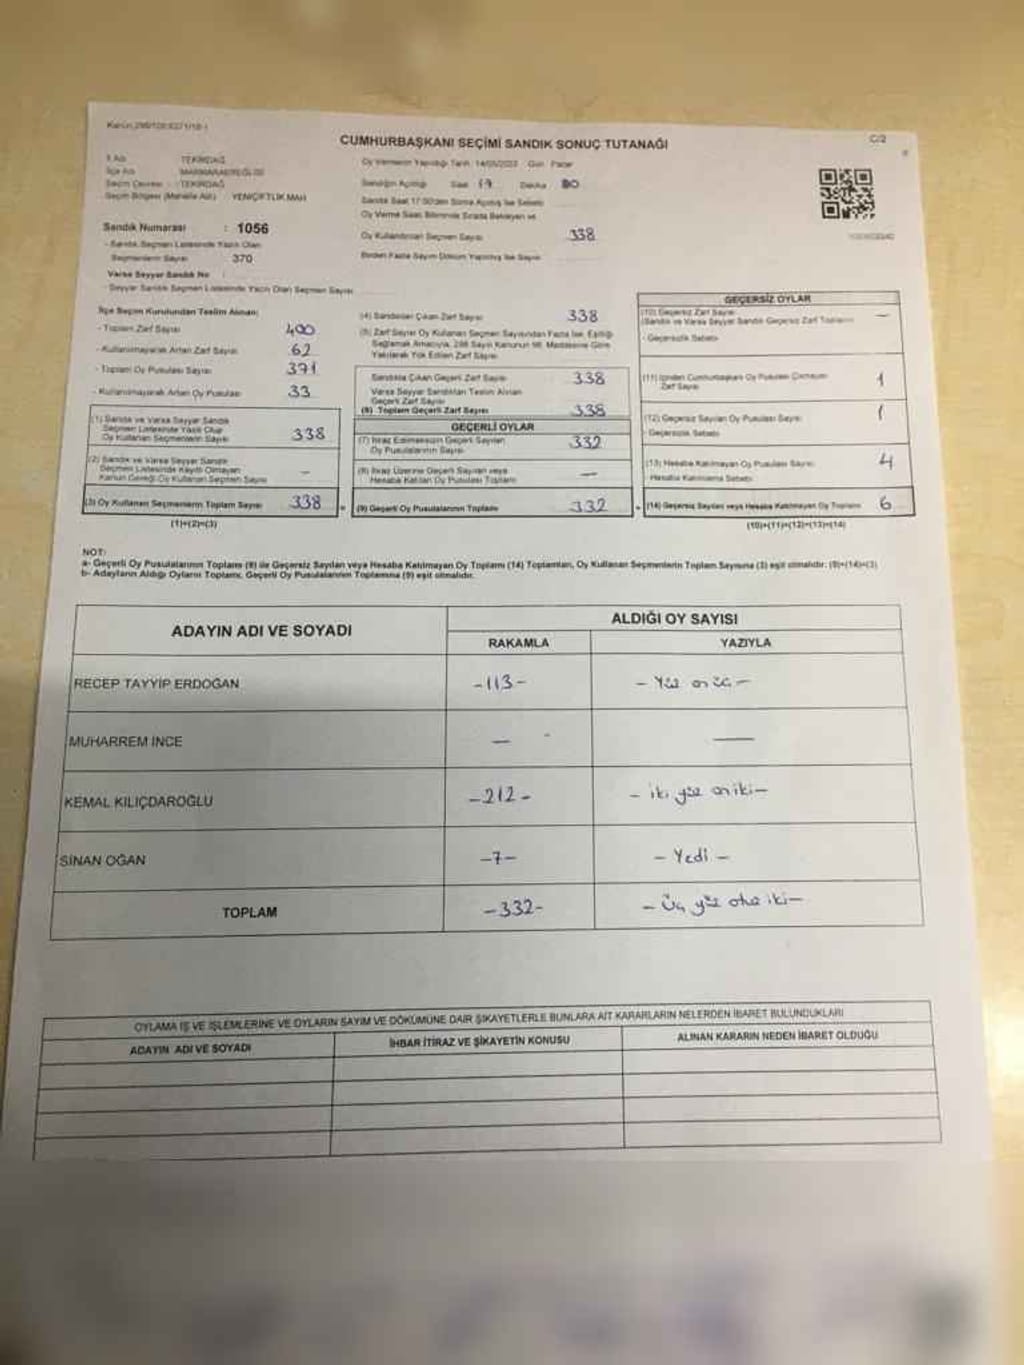 CUMHURBAŞKANI SEÇİMİ SANDIK SONUÇ TUTANAĞI
C/2
İl Adı : TEKİRDAĞ
İlçe Adı : MARMARAEREĞLİSİ
Seçim Çevresi : TEKİRDAĞ
Seçim Bölgesi (Mahalle Adı) YENİÇİFTLİK MAH
Oy Vermenin Yapıldığı Tarih : 14/05/2023 Gün : Pazar
Sandığın Açıldığı Saat 17 Dakika
Sandık Saat 17:00'den Sonra Açılmış İse Sebebi
Oy Verme Saati Bitiminde Sırada Bekleyen ve
Oy Kullandırılan Seçmen Sayısı 338
Birden Fazla Sayım Döküm Yapılmış İse Sayısı
Sandık Numarası : 1056
- Sandık Seçmen Listesinde Yazılı Olan
Seçmenlerin Sayısı 370
Varsa Seyyar Sandık No :
- Seyyar Sandık Seçmen Listesinde Yazılı Olan Seçmen Sayısı
İlçe Seçim Kurulundan Teslim Alınan;
- Toplam Zarf Sayısı 400
- Kullanılmayarak Artan Zarf Sayısı 62
- Toplam Oy Pusulası Sayısı 371
- Kullanılmayarak Artan Oy Pusulası 33
(1) Sandık ve Varsa Seyyar Sandık
Seçmen Listesinde Yazılı Olup
Oy Kullanan Seçmenlerin Sayısı 338
(2) Sandık ve Varsa Seyyar Sandık
Seçmen Listesinde Kayıtlı Olmayan
Kanun Gereği Oy Kullanan Seçmen Sayısı –
(3) Oy Kullanan Seçmenlerin Toplam Sayısı 338
(1)+(2)=(3)
(4) Sandıktan Çıkan Zarf Sayısı 338
(5) Zarf Sayısı Oy Kullanan Seçmen Sayısından Fazla İse, Eşitliği
Sağlamak Amacıyla, 298 Sayılı Kanunun 98. Maddesine Göre
Yakılarak Yok Edilen Zarf Sayısı
Sandıkta Çıkan Geçerli Zarf Sayısı 338
Varsa Seyyar Sandıktan Teslim Alınan
Geçerli Zarf Sayısı
(6) Toplam Geçerli Zarf Sayısı 338
GEÇERLİ OYLAR
(7) İtiraz Edilmeksizin Geçerli Sayılan
Oy Pusulalarının Sayısı 332
(8) İtiraz Üzerine Geçerli Sayılan veya
Hesaba Katılan Oy Pusulası Toplamı —
(9) Geçerli Oy Pusulalarının Toplamı 332
GEÇERSİZ OYLAR
(10) Geçersiz Zarf Sayısı —
(Sandık ve Varsa Seyyar Sandık Geçersiz Zarf Toplamı)
- Geçersizlik Sebebi
(11) İçinden Cumhurbaşkanı Oy Pusulası Çıkmayan
Zarf Sayısı 1
(12) Geçersiz Sayılan Oy Pusulası Sayısı 1
- Geçersizlik Sebebi
(13) Hesaba Katılmayan Oy Pusulası Sayısı 4
- Hesaba Katılmama Sebebi
(14) Geçersiz Sayılan veya Hesaba Katılmayan Oy Toplamı 6
(10)+(11)+(12)+(13)=(14)
NOT:
a- Geçerli Oy Pusulalarının Toplamı (9) ile Geçersiz Sayılan veya Hesaba Katılmayan Oy Toplamı (14) Toplamları, Oy Kullanan Seçmenlerin Toplam Sayısına (3) eşit olmalıdır. (9)+(14)=(3)
b- Adayların Aldığı Oyların Toplamı, Geçerli Oy Pusulalarının Toplamına (9) eşit olmalıdır.
ADAYIN ADI VE SOYADI
ALDIĞI OY SAYISI
RAKAMLA YAZIYLA
RECEP TAYYİP ERDOĞAN -113- - Yüz onüç -
MUHARREM İNCE — —
KEMAL KILIÇDAROĞLU -212- - iki yüz oniki -
SİNAN OĞAN -7- - Yedi -
TOPLAM -332- - Üç yüz otuz iki -
OYLAMA İŞ VE İŞLEMLERİNE VE OYLARIN SAYIM VE DÖKÜMÜNE DAİR ŞİKAYETLERLE BUNLARA AİT KARARLARIN NELERDEN İBARET BULUNDUKLARI
ADAYIN ADI VE SOYADI İHBAR İTİRAZ VE ŞİKAYETİN KONUSU ALINAN KARARIN NEDEN İBARET OLDUĞU